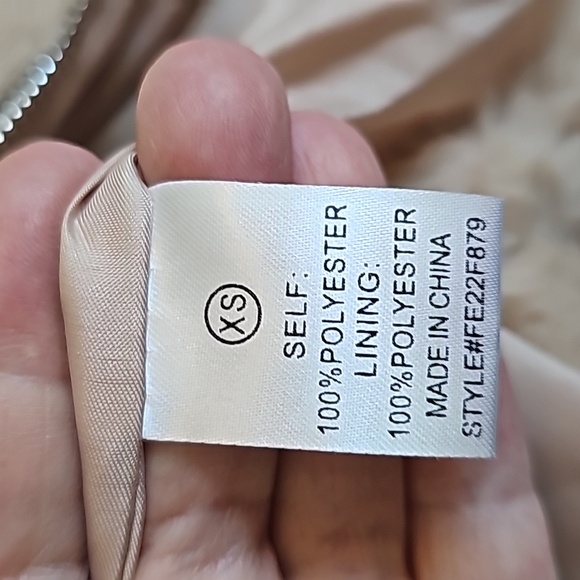 XS
SELF:
100%POLYESTER
LINING:
100%POLYESTER
MADE IN CHINA
STYLE#FE22F879